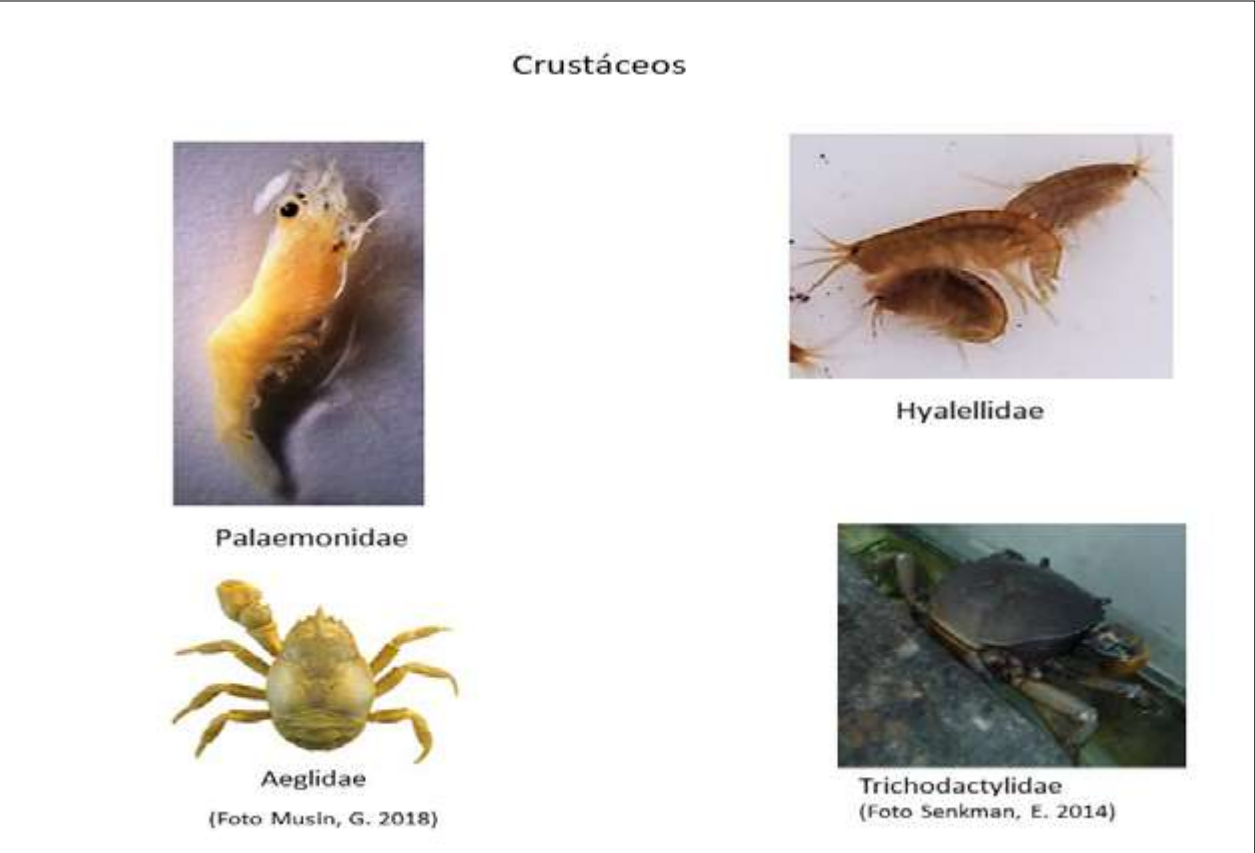 Crustáceos
Palaemonidae
Hyalellidae
Aeglidae
(Foto Musin, G. 2018)
Trichodactylidae
(Foto Senkman, E. 2014)